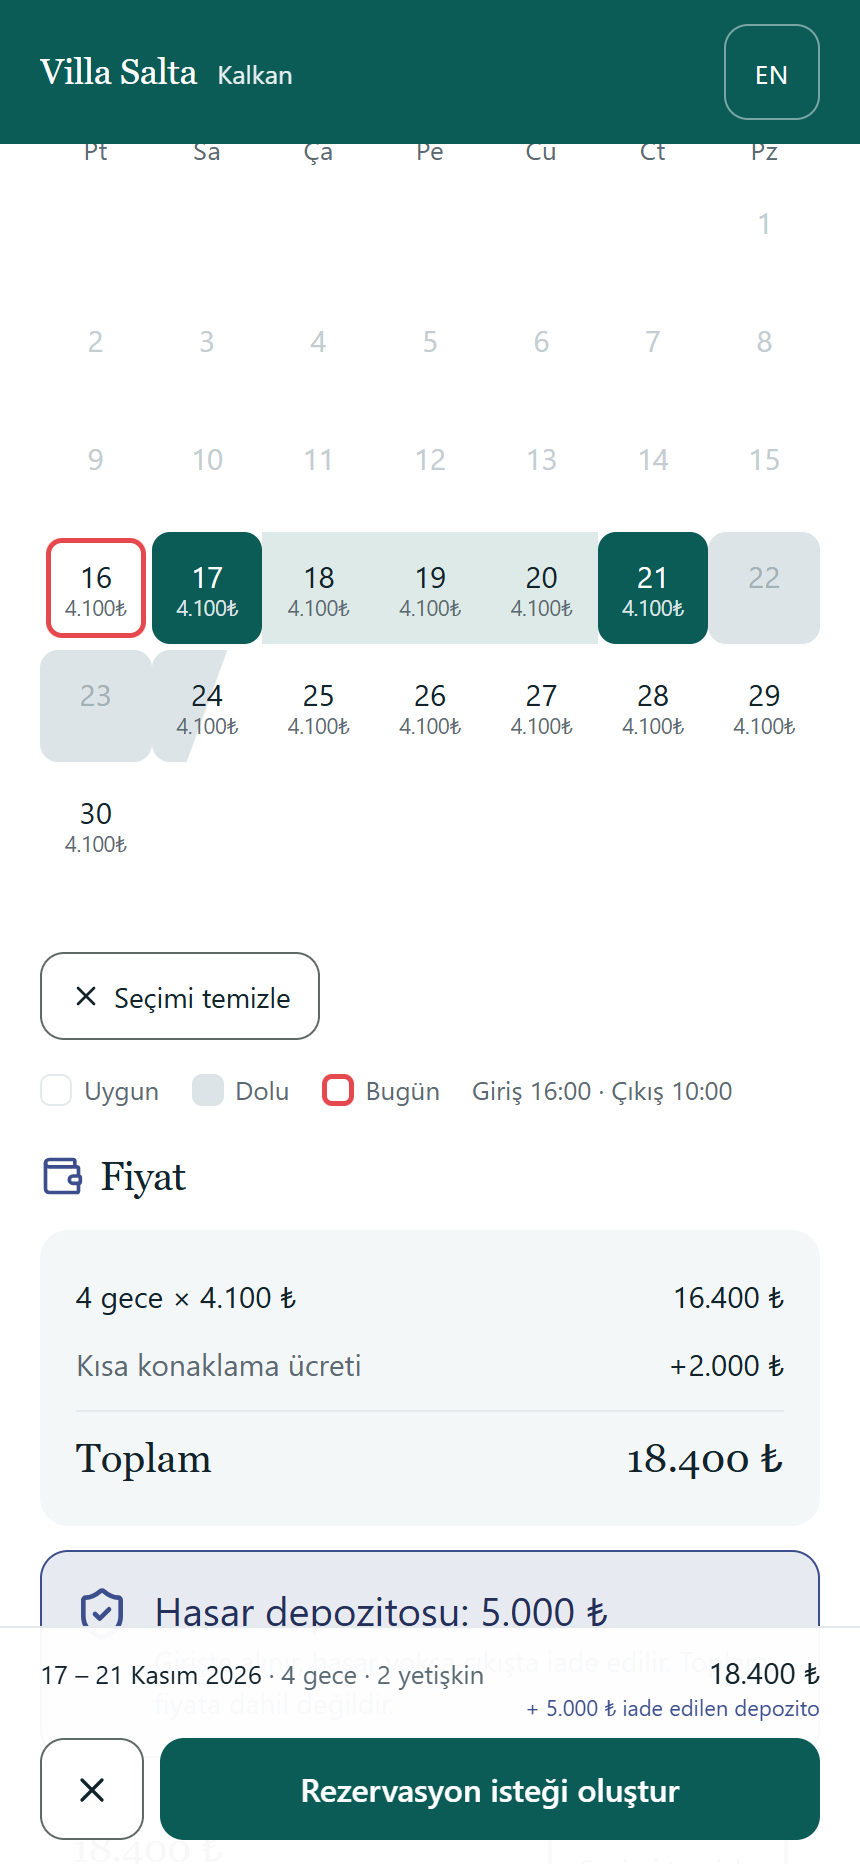 Villa Salta Kalkan
EN
Pt Sa Ça Pe Cu Ct Pz
1
2 3 4 5 6 7 8
9 10 11 12 13 14 15
16 17 18 19 20 21 22
4.100₺ 4.100₺ 4.100₺ 4.100₺ 4.100₺ 4.100₺
23 24 25 26 27 28 29
4.100₺ 4.100₺ 4.100₺ 4.100₺ 4.100₺ 4.100₺
30
4.100₺
Seçimi temizle
Uygun Dolu Bugün Giriş 16:00 · Çıkış 10:00
Fiyat
4 gece × 4.100 ₺ 16.400 ₺
Kısa konaklama ücreti +2.000 ₺
Toplam 18.400 ₺
Hasar depozitosu: 5.000 ₺
17 – 21 Kasım 2026 · 4 gece · 2 yetişkin 18.400 ₺
fiyata dahil değildir.
+ 5.000 ₺ iade edilen depozito
Rezervasyon isteği oluştur
18.400 ₺